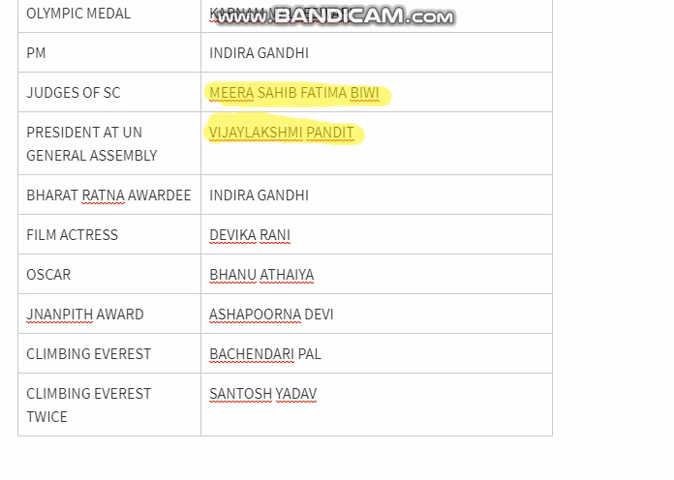 www.BANDICAM.com
OLYMPIC MEDAL KARNAM
PM INDIRA GANDHI
JUDGES OF SC MEERA SAHIB FATIMA BIWI
PRESIDENT AT UN VIJAYLAKSHMI PANDIT
GENERAL ASSEMBLY
BHARAT RATNA AWARDEE INDIRA GANDHI
FILM ACTRESS DEVIKA RANI
OSCAR BHANU ATHAIYA
JNANPITH AWARD ASHAPOORNA DEVI
CLIMBING EVEREST BACHENDARI PAL
CLIMBING EVEREST SANTOSH YADAV
TWICE